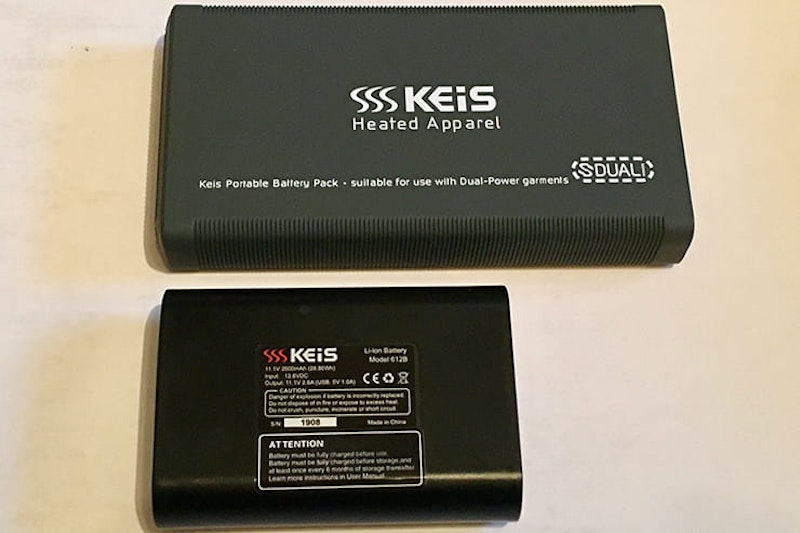 KEiS
Heated Apparel
Keis Portable Battery Pack - suitable for use with Dual-Power garments
DUAL
KEiS
Li-ion Battery
Model 612B
11.1V 2600mAh (28.80Wh)
Input: 12.6VDC
Output: 11.1V 2.6A (USB: 5V 1.0A)
CAUTION
Danger of explosion if battery is incorrectly replaced.
Do not dispose of in fire or expose to excess heat.
Do not crush, puncture, incinerate or short circuit.
S/N: 1908
Made in China
ATTENTION
Battery must be fully charged before use.
Battery must be fully charged before storage,and
at least once every 6 months of storage thereafter
Learn more instructions in User Manual